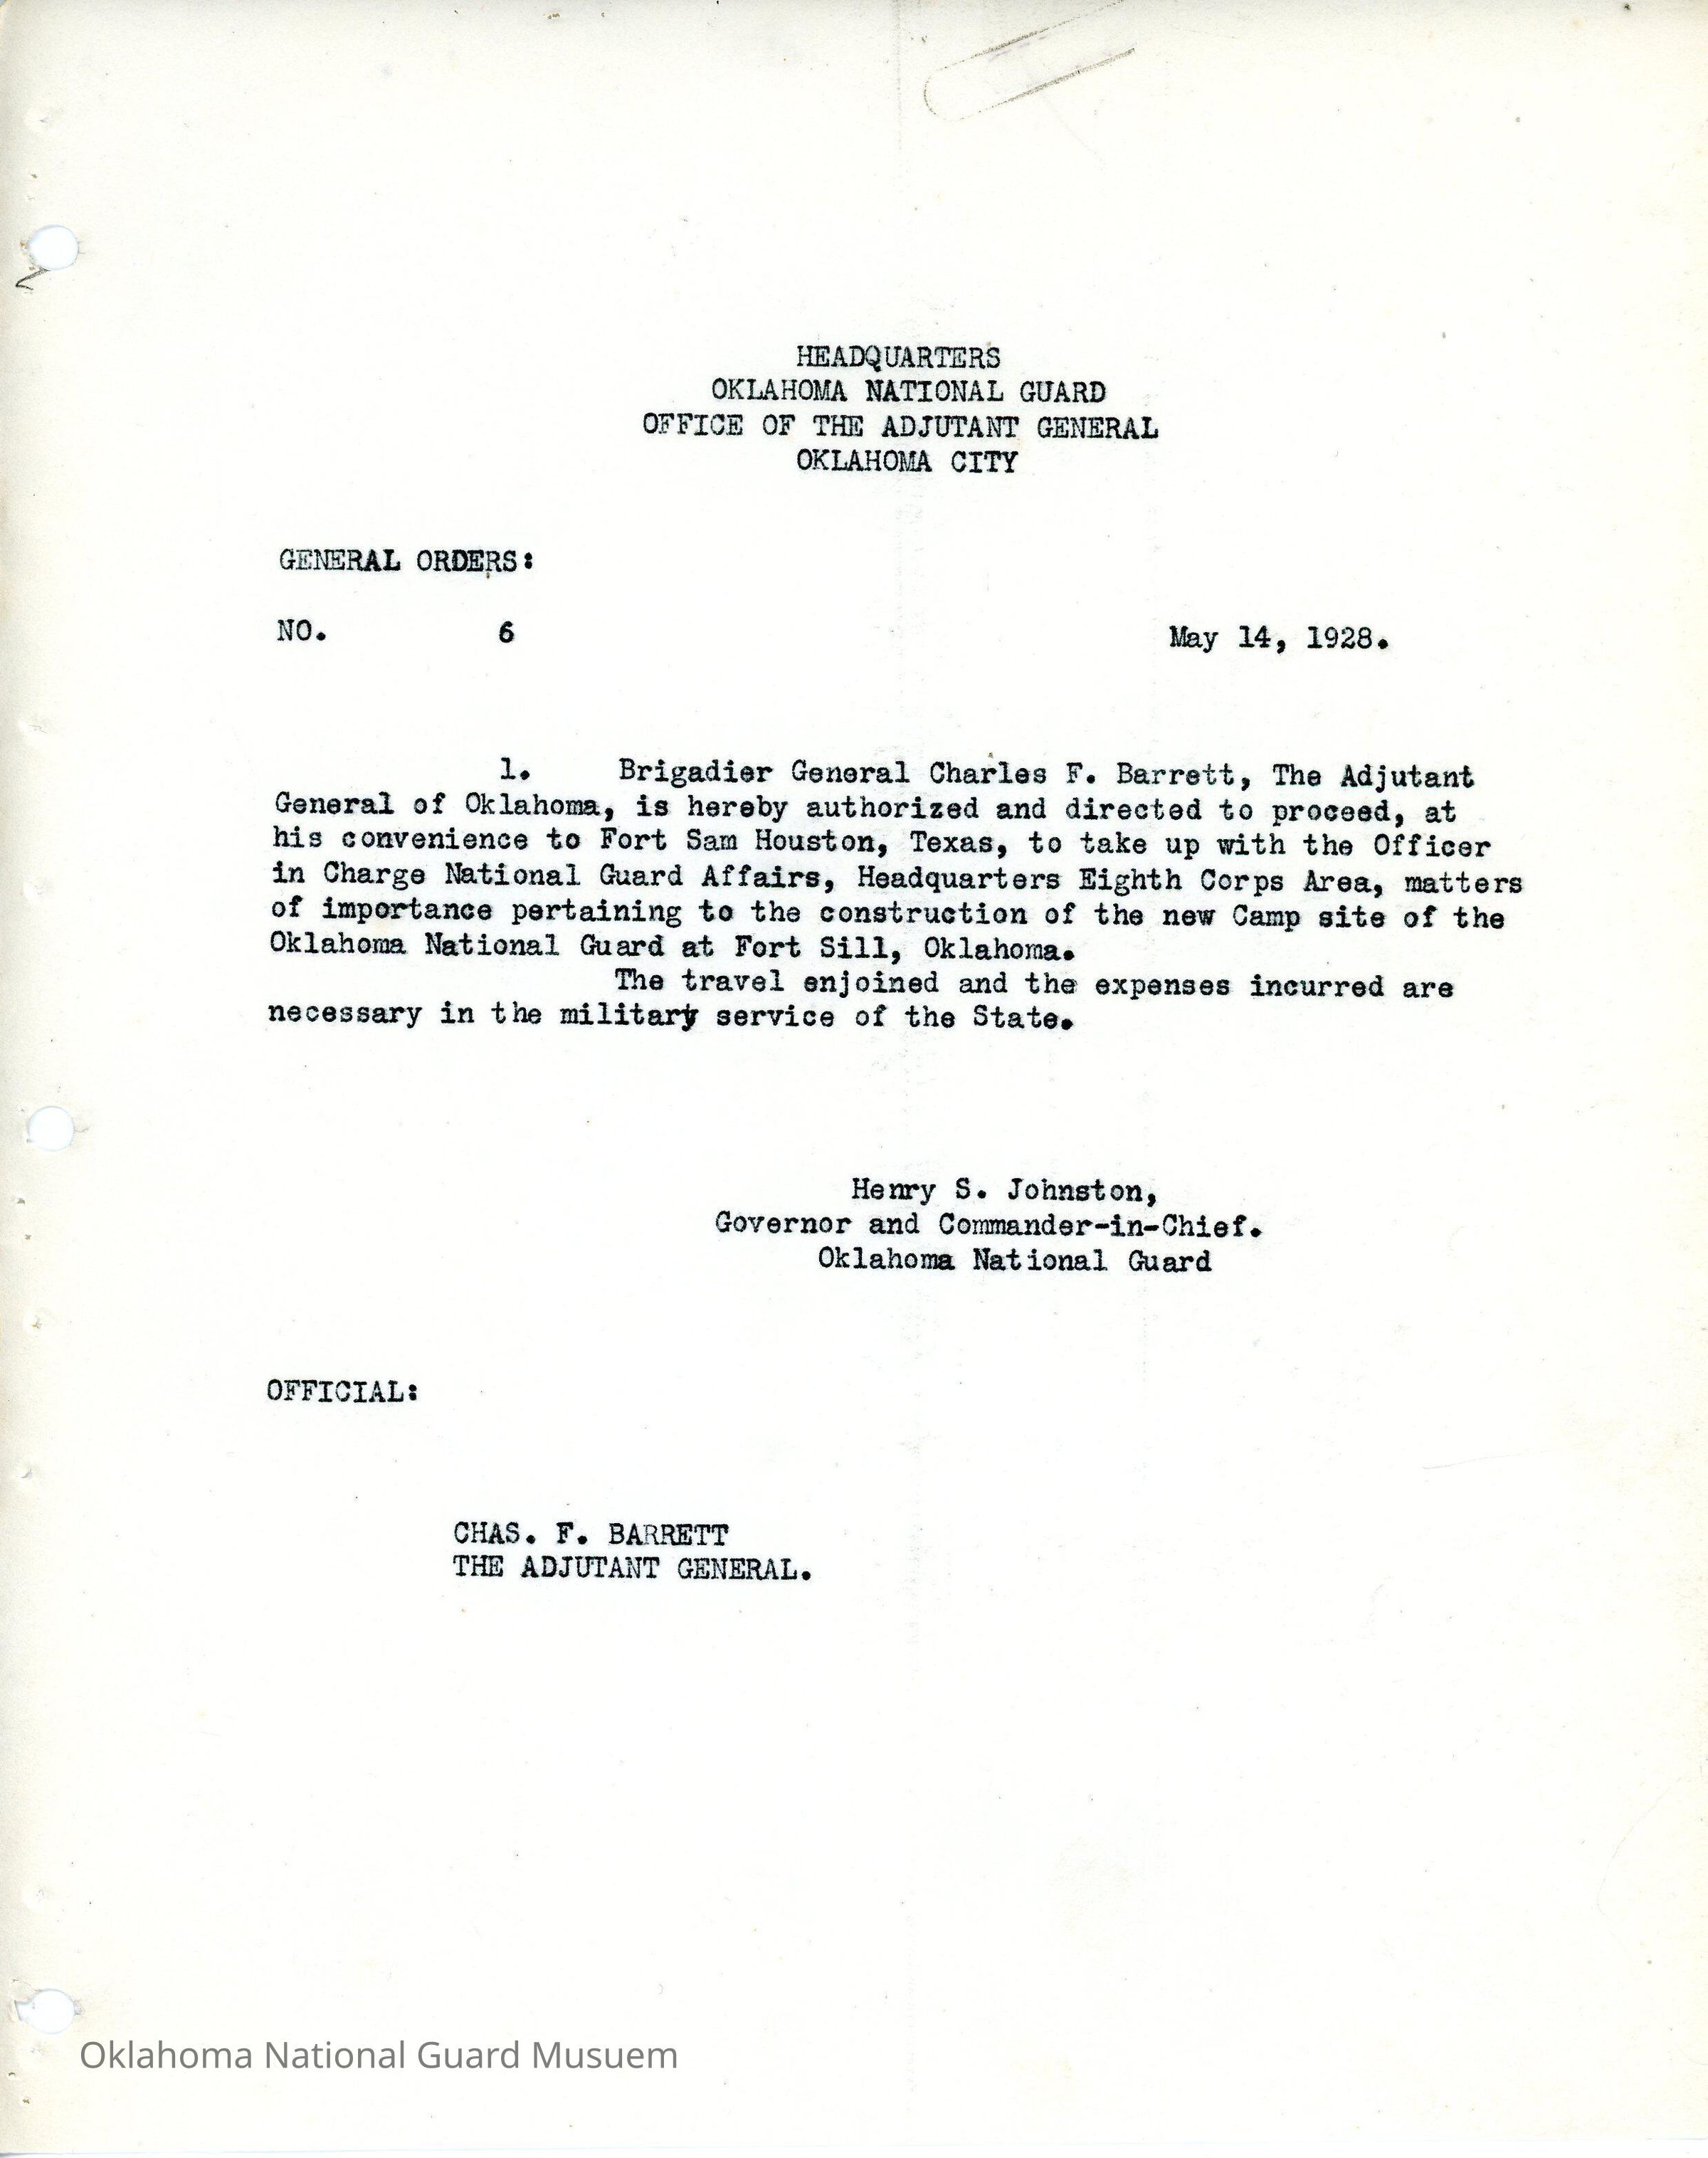 HEADQUARTERS
OKLAHOMA NATIONAL GUARD
OFFICE OF THE ADJUTANT GENERAL
OKLAHOMA CITY
GENERAL ORDERS:
NO. 6 May 14, 1928.
1. Brigadier General Charles F. Barrett, The Adjutant
General of Oklahoma, is hereby authorized and directed to proceed, at
his convenience to Fort Sam Houston, Texas, to take up with the Officer
in Charge National Guard Affairs, Headquarters Eighth Corps Area, matters
of importance pertaining to the construction of the new Camp site of the
Oklahoma National Guard at Fort Sill, Oklahoma.
The travel enjoined and the expenses incurred are
necessary in the military service of the State.
Henry S. Johnston,
Governor and Commander-in-Chief.
Oklahoma National Guard
OFFICIAL:
CHAS. F. BARRETT
THE ADJUTANT GENERAL.
Oklahoma National Guard Musuem